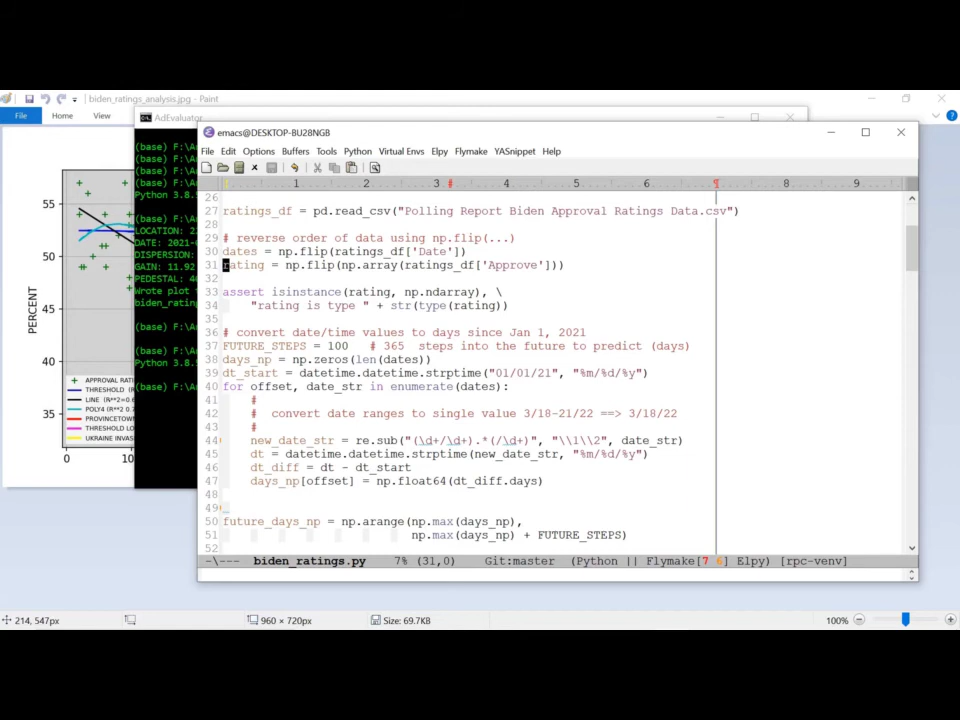 biden_ratings_analysis.jpg - Paint
File Home View
AdEvaluator
(base) F:\A
(base) F:\A
(base) F:\A
(base) F:\A
Python 3.8.
(base) F:\A
LOCATION: 2
DATE: 2021-
DISPERSION:
GAIN: 11.92
PEDESTAL: 4
Wrote plot
biden_ratin
(base) F:\A
(base) F:\A
Python 3.8.
(base) F:\A
55
50
45
40
35
PERCENT
APPROVAL RATI
THRESHOLD (R
LINE (R**2=0.6
POLY4 (R**2 0.7
PROVINCETOWN
THRESHOLD LO
UKRAINE INVAS
0 10
emacs@DESKTOP-BU28NGB
File Edit Options Buffers Tools Python Virtual Envs Elpy Flymake YASnippet Help
1 2 3 4 5 6 7 8 9
26
27 ratings_df = pd.read_csv("Polling Report Biden Approval Ratings Data.csv")
28
29 # reverse order of data using np.flip(...)
30 dates = np.flip(ratings_df['Date'])
31 rating = np.flip(np.array(ratings_df['Approve']))
32
33 assert isinstance(rating, np.ndarray), \
34     "rating is type " + str(type(rating))
35
36 # convert date/time values to days since Jan 1, 2021
37 FUTURE_STEPS = 100   # 365  steps into the future to predict (days)
38 days_np = np.zeros(len(dates))
39 dt_start = datetime.datetime.strptime("01/01/21", "%m/%d/%y")
40 for offset, date_str in enumerate(dates):
41     #
42     #  convert date ranges to single value 3/18-21/22 ==> 3/18/22
43     #
44     new_date_str = re.sub("(\d+/\d+).*(/\d+)", "\\1\\2", date_str)
45     dt = datetime.datetime.strptime(new_date_str, "%m/%d/%y")
46     dt_diff = dt - dt_start
47     days_np[offset] = np.float64(dt_diff.days)
48
49
50 future_days_np = np.arange(np.max(days_np),
51                            np.max(days_np) + FUTURE_STEPS)
52
-\--- biden_ratings.py 7% (31,0) Git:master (Python || Flymake[7 6] Elpy) [rpc-venv]
214, 547px 960 × 720px Size: 69.7KB 100%